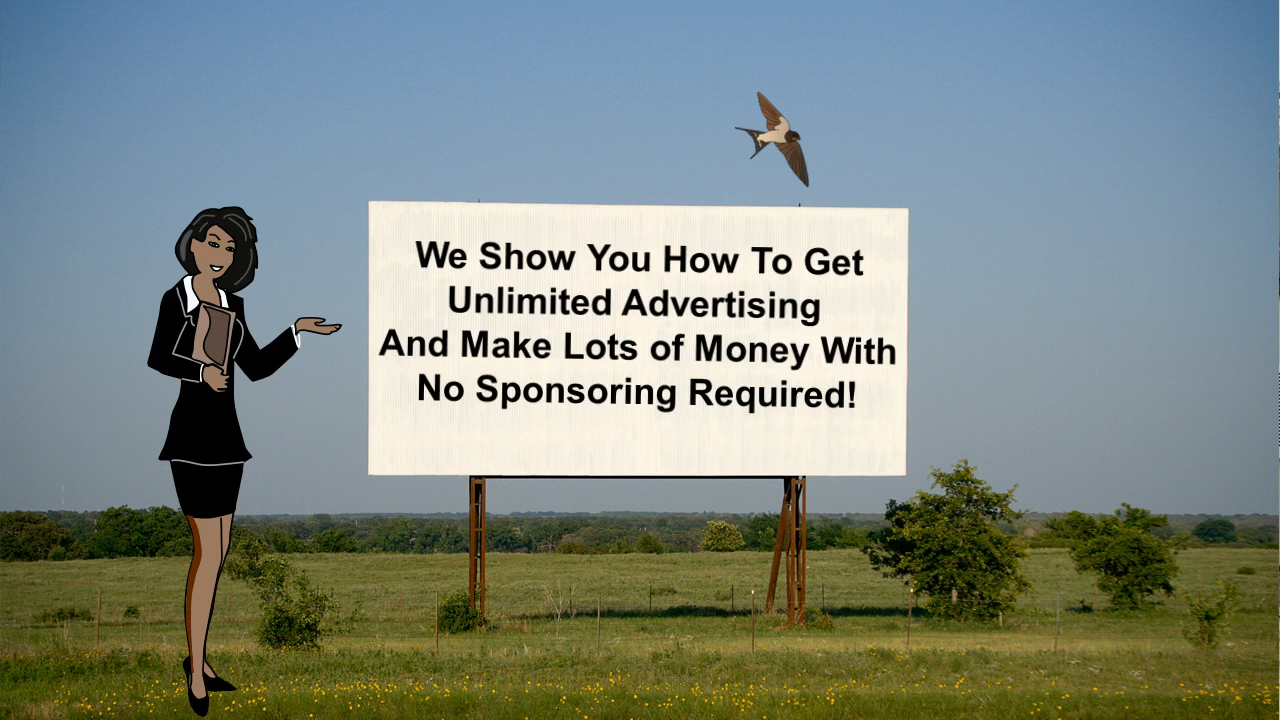 We Show You How To Get
Unlimited Advertising
And Make Lots of Money With
No Sponsoring Required!